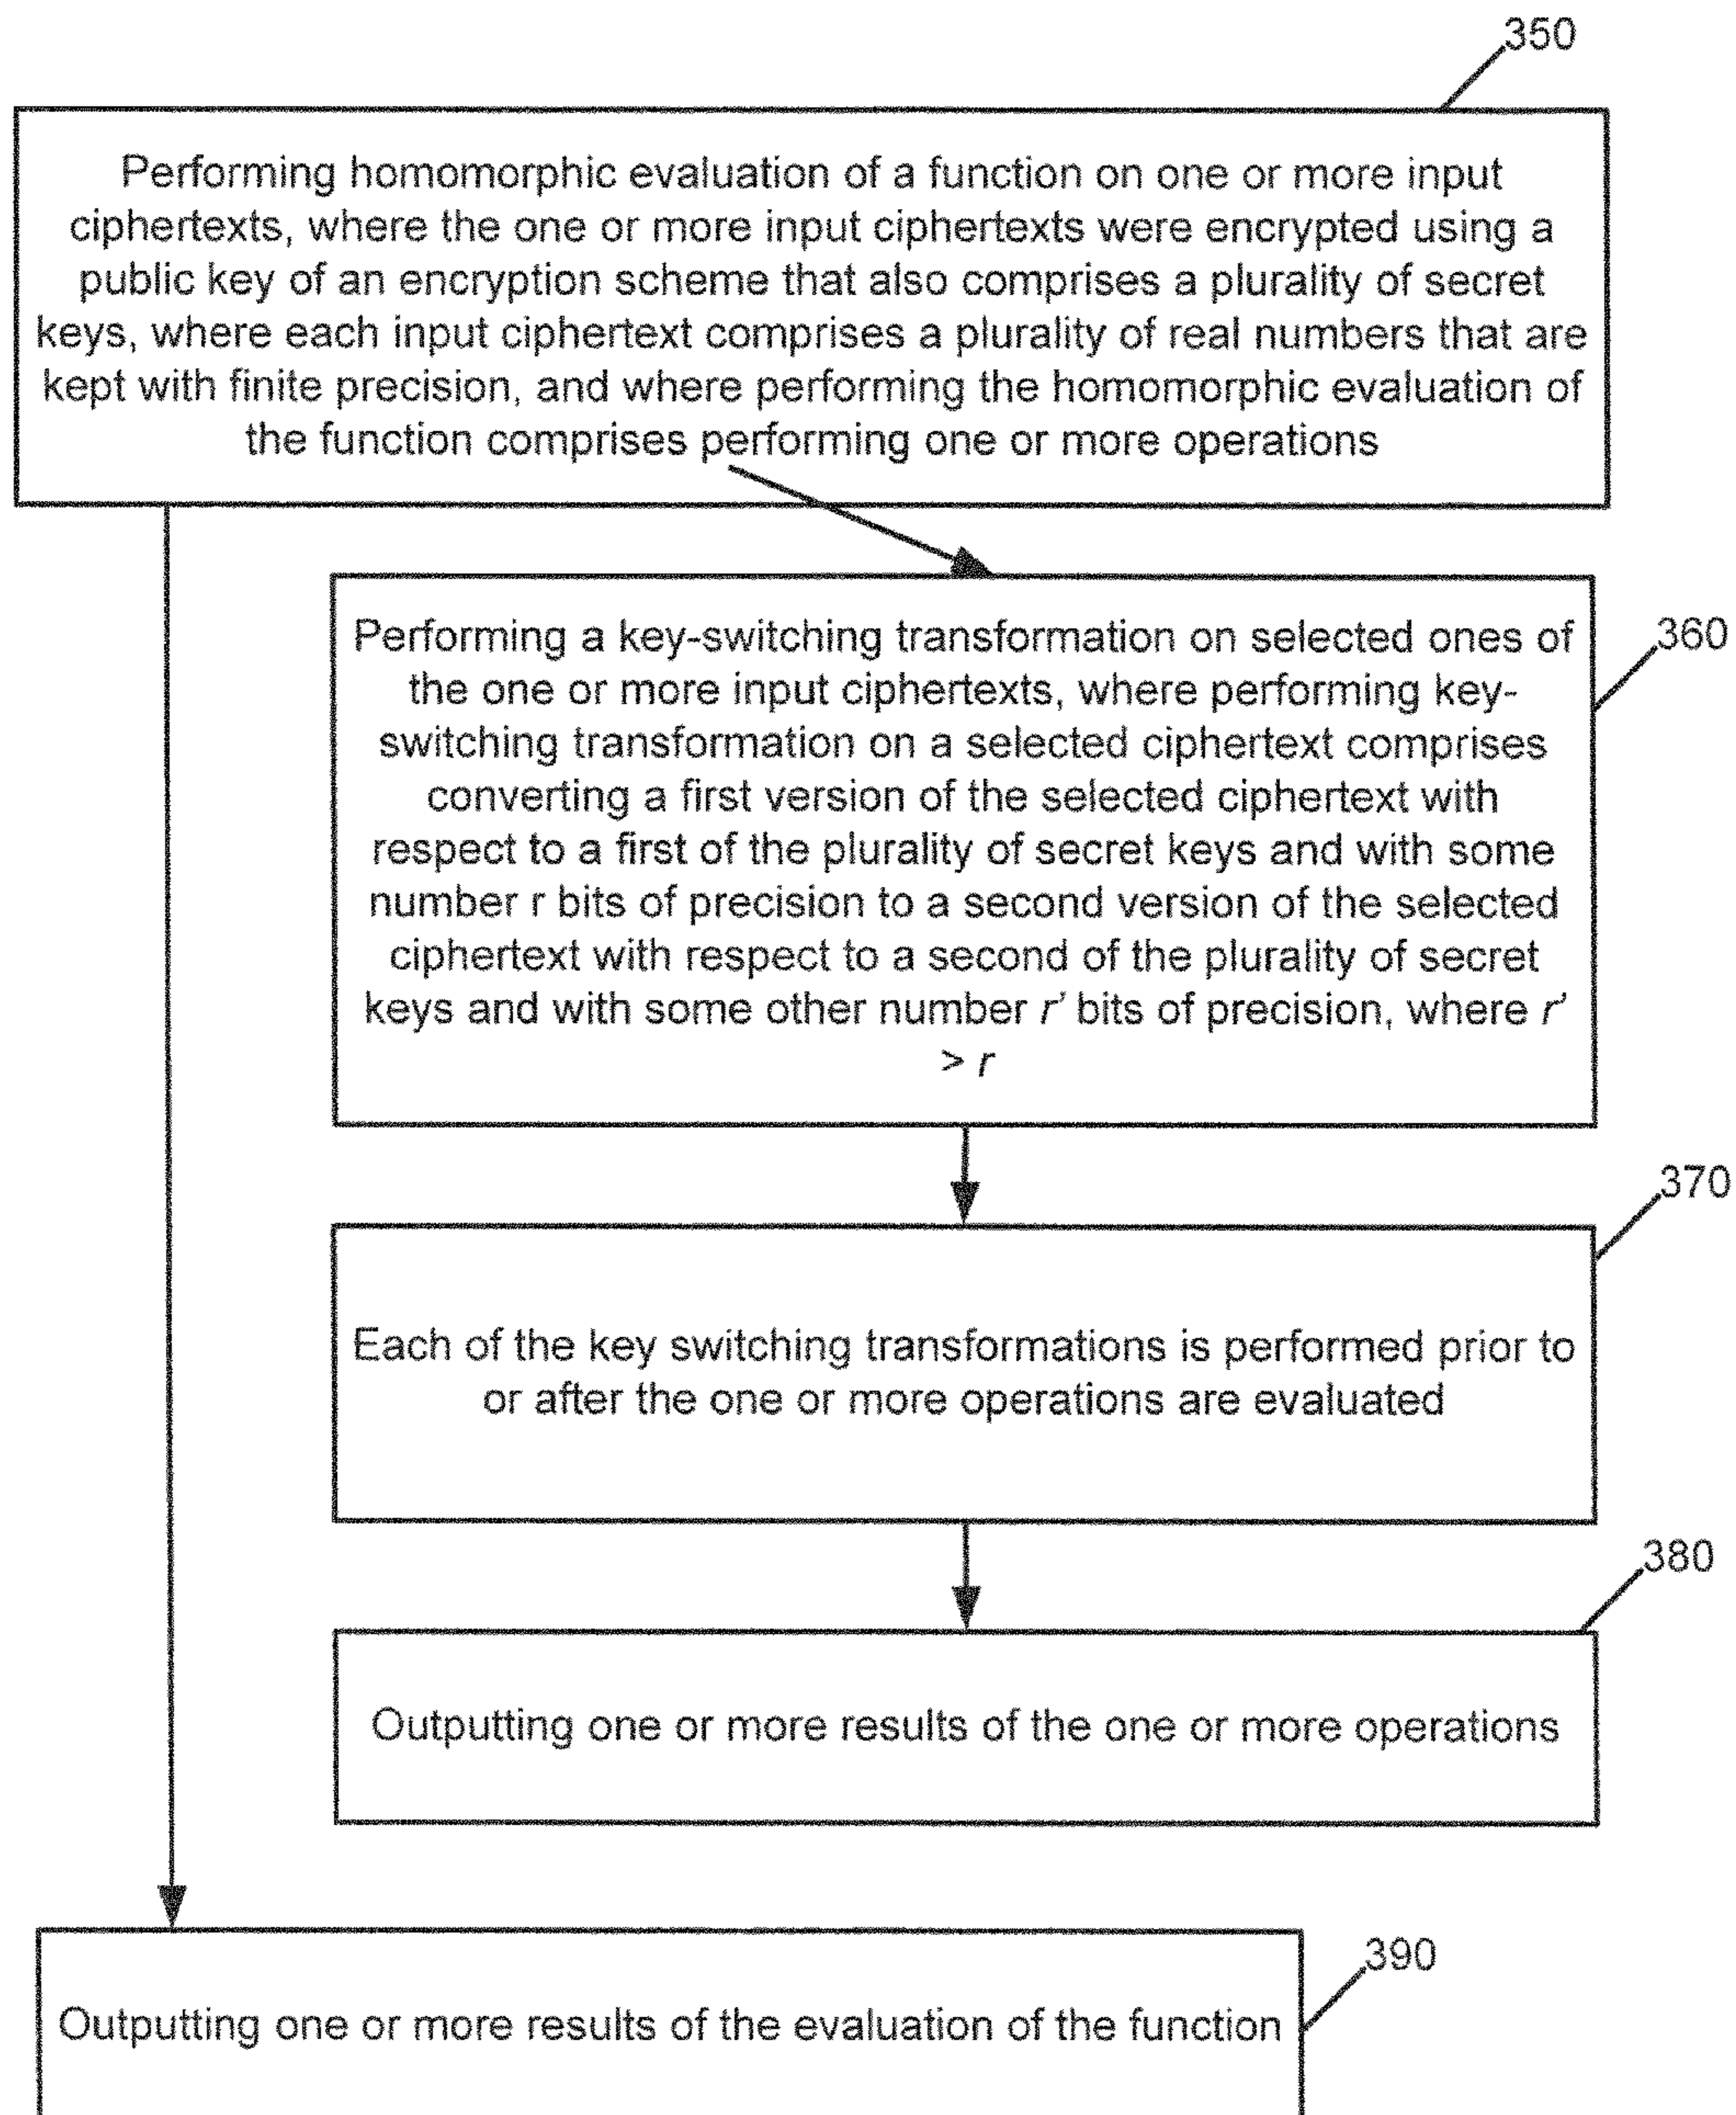 350
Performing homomorphic evaluation of a function on one or more input
ciphertexts, where the one or more input ciphertexts were encrypted using a
public key of an encryption scheme that also comprises a plurality of secret
keys, where each input ciphertext comprises a plurality of real numbers that are
kept with finite precision, and where performing the homomorphic evaluation of
the function comprises performing one or more operations
360
Performing a key-switching transformation on selected ones of
the one or more input ciphertexts, where performing key-
switching transformation on a selected ciphertext comprises
converting a first version of the selected ciphertext with
respect to a first of the plurality of secret keys and with some
number r bits of precision to a second version of the selected
ciphertext with respect to a second of the plurality of secret
keys and with some other number r' bits of precision, where r'
> r
370
Each of the key switching transformations is performed prior to
or after the one or more operations are evaluated
380
Outputting one or more results of the one or more operations
390
Outputting one or more results of the evaluation of the function